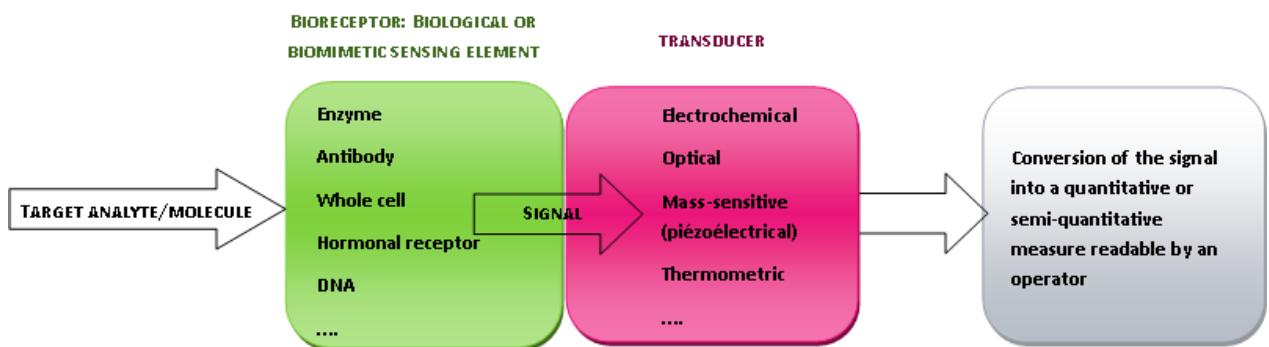 BIORECEPTOR: BIOLOGICAL OR
BIOMIMETIC SENSING ELEMENT
TRANSDUCER
TARGET ANALYTE/MOLECULE
Enzyme
Antibody
Whole cell
Hormonal receptor
DNA
....
SIGNAL
Electrochemical
Optical
Mass-sensitive
(piézoélectrical)
Thermometric
....
Conversion of the signal
into a quantitative or
semi-quantitative
measure readable by an
operator